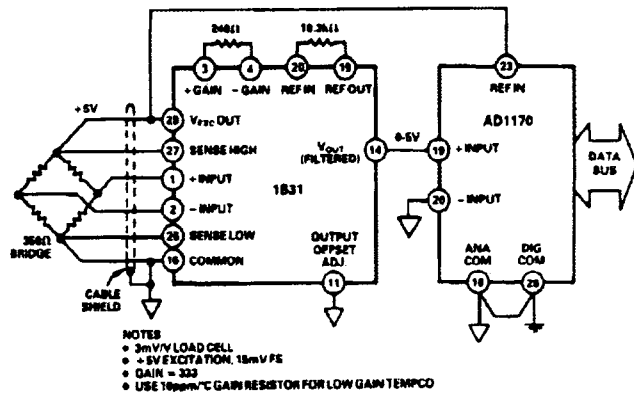 240Ω
10.2kΩ
3
4
20
19
+ GAIN
− GAIN
REF IN
REF OUT
+5V
28
VEXC OUT
27
SENSE HIGH
1
+ INPUT
2
− INPUT
26
SENSE LOW
16
COMMON
350Ω
BRIDGE
CABLE
SHIELD
1B31
VOUT
(FILTERED)
14
0-5V
OUTPUT
OFFSET
ADJ.
11
23
REF IN
AD1170
19
+ INPUT
20
− INPUT
ANA
COM
DIG
COM
18
DATA
BUS
NOTES
• 3mV/V LOAD CELL
• +5V EXCITATION, 15mV FS
• GAIN = 333
• USE 10ppm/°C GAIN RESISTOR FOR LOW GAIN TEMPCO